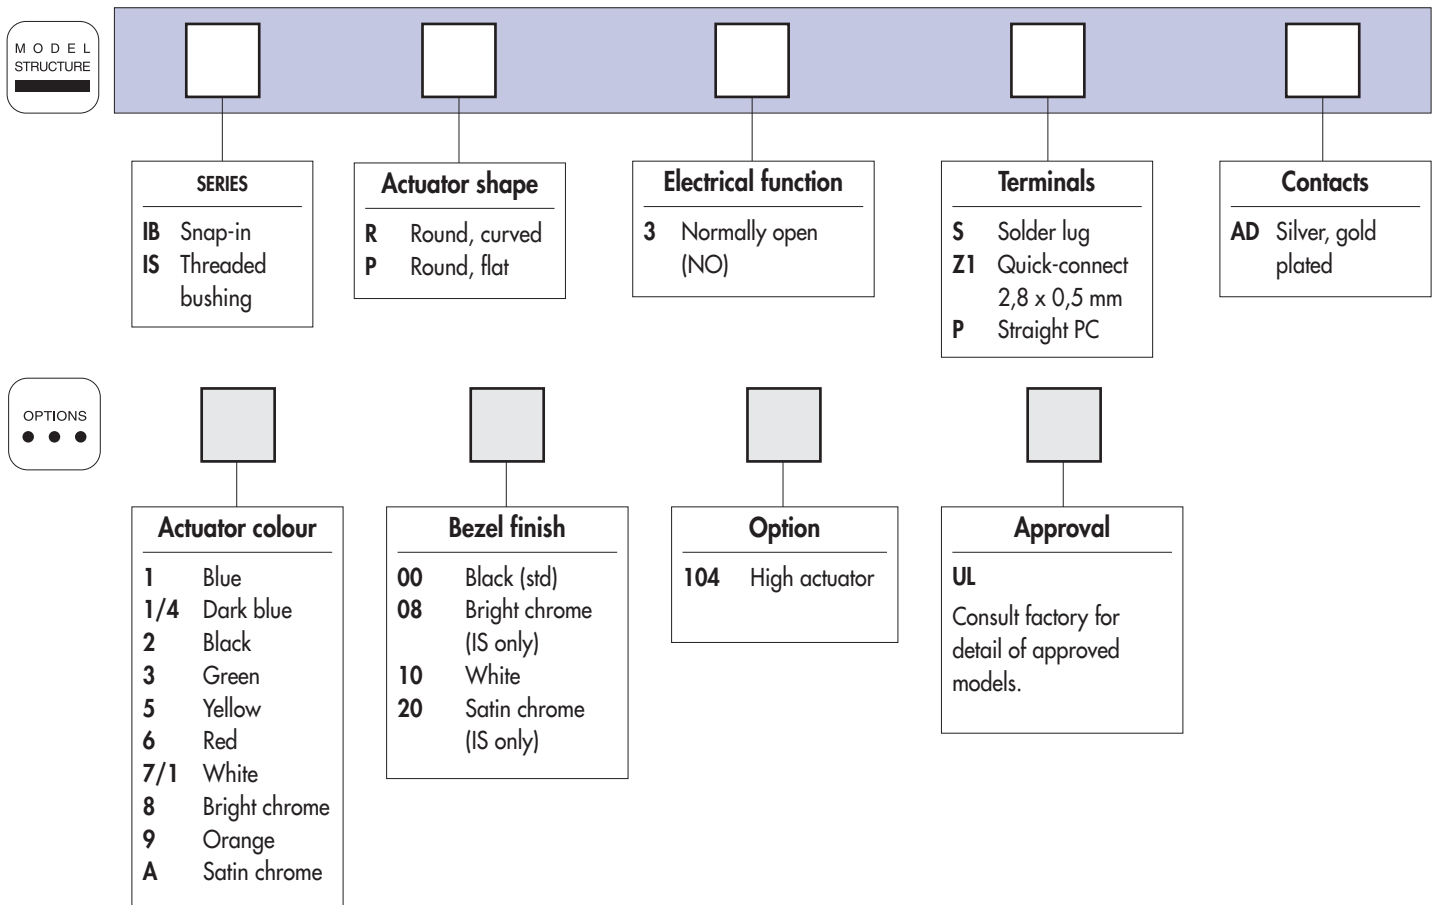 M O D E L
STRUCTURE
SERIES
IB Snap-in
IS Threaded
bushing
Actuator shape
R Round, curved
P Round, flat
Electrical function
3 Normally open
(NO)
Terminals
S Solder lug
Z1 Quick-connect
2,8 x 0,5 mm
P Straight PC
Contacts
AD Silver, gold
plated
OPTIONS
Actuator colour
1 Blue
1/4 Dark blue
2 Black
3 Green
5 Yellow
6 Red
7/1 White
8 Bright chrome
9 Orange
A Satin chrome
Bezel finish
00 Black (std)
08 Bright chrome
(IS only)
10 White
20 Satin chrome
(IS only)
Option
104 High actuator
Approval
UL
Consult factory for
detail of approved
models.